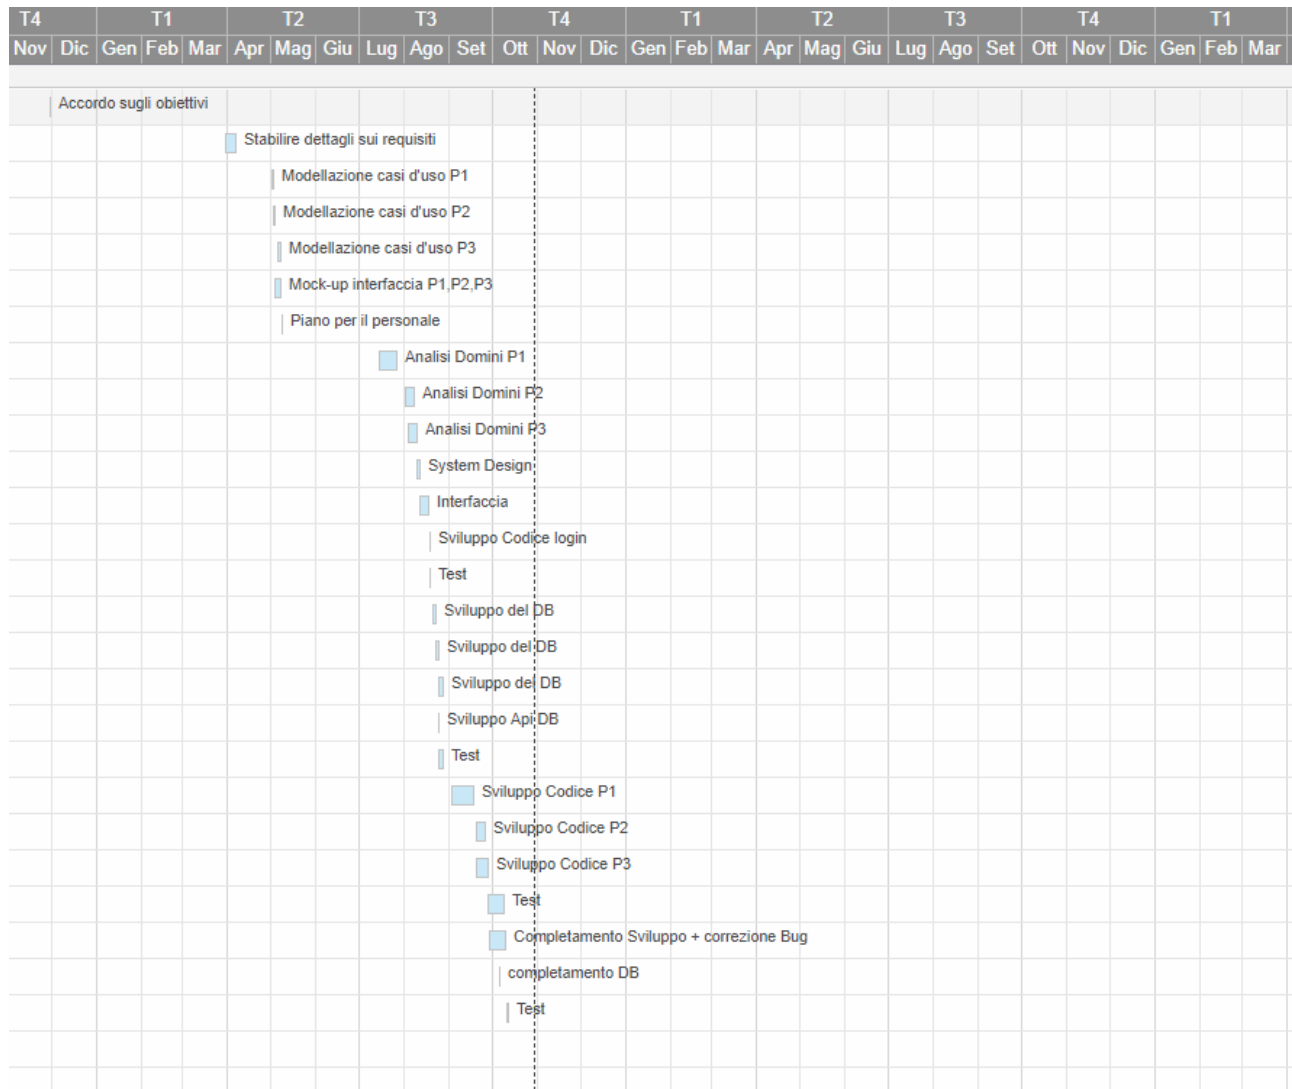 T4 T1 T2 T3 T4 T1 T2 T3 T4 T1
Nov Dic Gen Feb Mar Apr Mag Giu Lug Ago Set Ott Nov Dic Gen Feb Mar Apr Mag Giu Lug Ago Set Ott Nov Dic Gen Feb Mar
Accordo sugli obiettivi
Stabilire dettagli sui requisiti
Modellazione casi d'uso P1
Modellazione casi d'uso P2
Modellazione casi d'uso P3
Mock-up interfaccia P1,P2,P3
Piano per il personale
Analisi Domini P1
Analisi Domini P2
Analisi Domini P3
System Design
Interfaccia
Sviluppo Codice login
Test
Sviluppo del DB
Sviluppo del DB
Sviluppo del DB
Sviluppo Api DB
Test
Sviluppo Codice P1
Sviluppo Codice P2
Sviluppo Codice P3
Test
Completamento Sviluppo + correzione Bug
completamento DB
Test